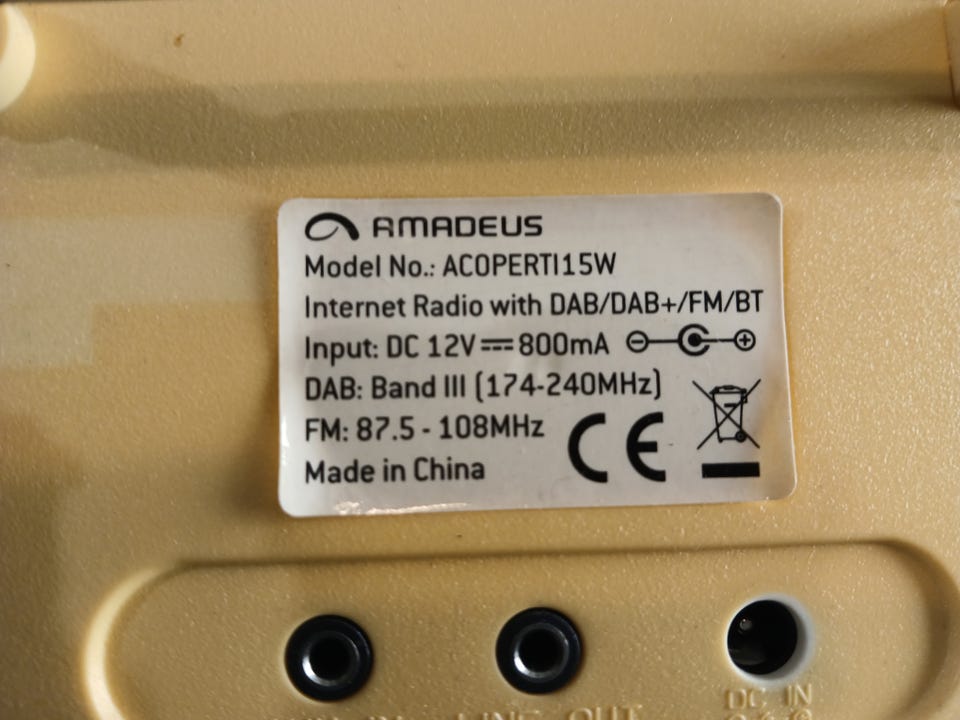 AMADEUS
Model No.: ACOPERTI15W
Internet Radio with DAB/DAB+/FM/BT
Input: DC 12V⎓800mA
DAB: Band III (174-240MHz)
FM: 87.5 - 108MHz
CE
Made in China
DC IN
LINE OUT